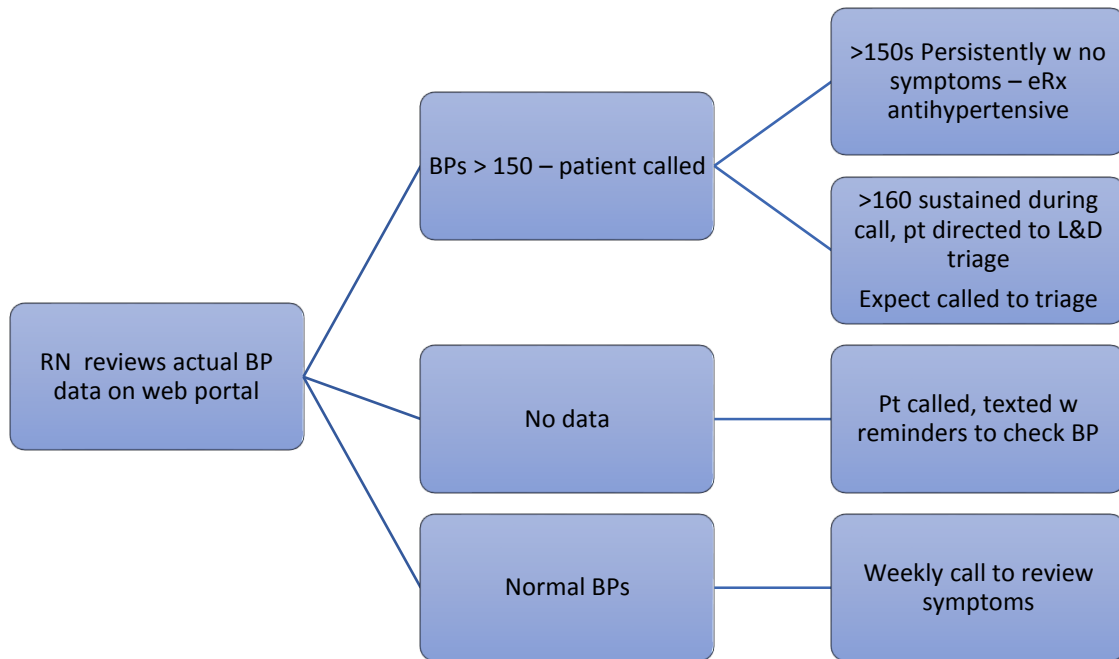 RN reviews actual BP
data on web portal
BPs > 150 – patient called
>150s Persistently w no
symptoms – eRx
antihypertensive
>160 sustained during
call, pt directed to L&D
triage
Expect called to triage
No data
Pt called, texted w
reminders to check BP
Normal BPs
Weekly call to review
symptoms